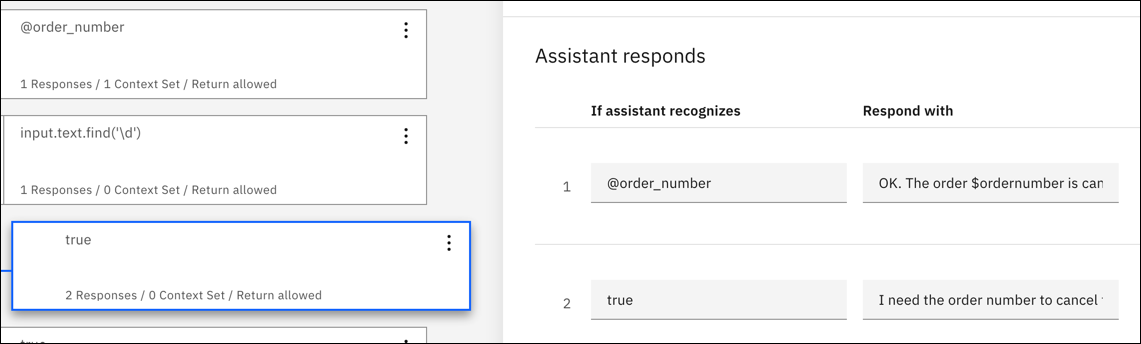 @order_number
1 Responses / 1 Context Set / Return allowed
input.text.find('\d')
1 Responses / 0 Context Set / Return allowed
true
2 Responses / 0 Context Set / Return allowed
true
Assistant responds
If assistant recognizes Respond with
1 @order_number OK. The order $ordernumber is can
2 true I need the order number to cancel